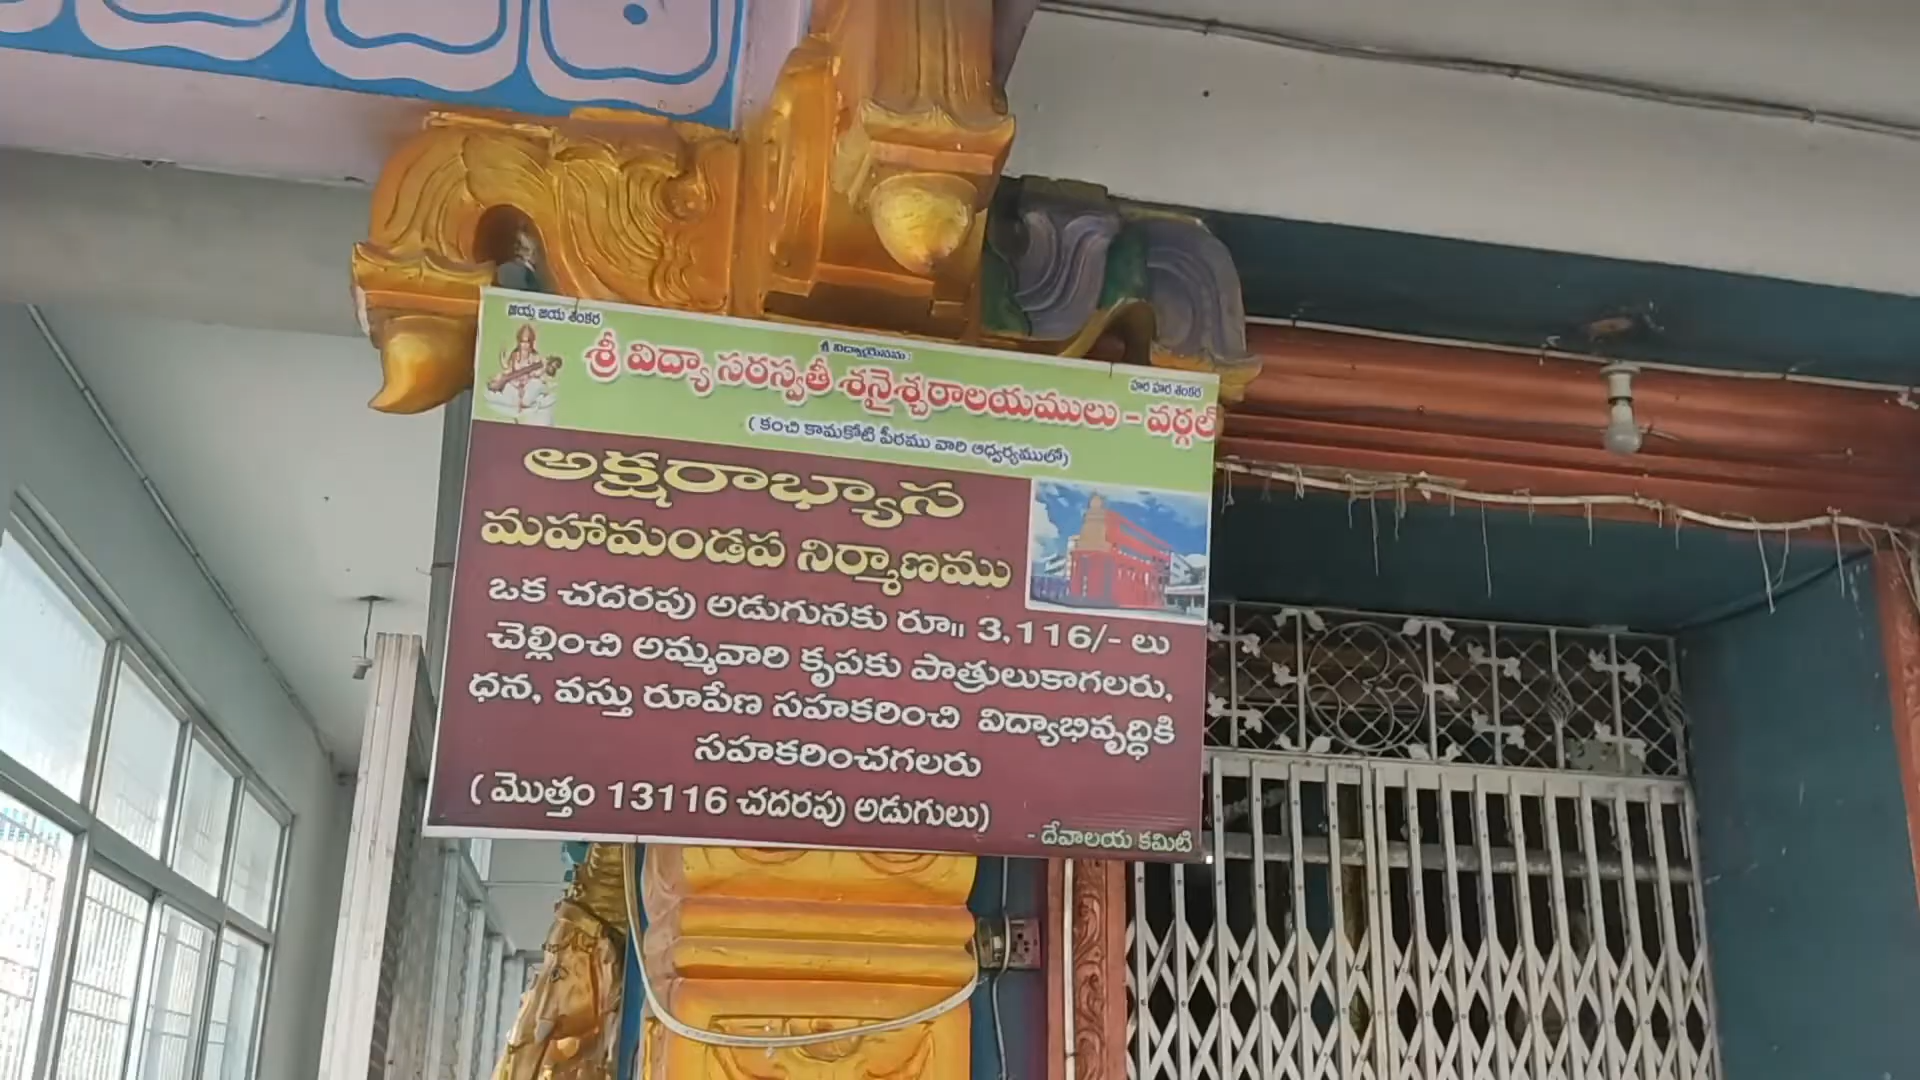 జయ జయ శంకర
శ్రీ విద్యాయైనమః
హర హర శంకర
శ్రీ విద్యా సరస్వతీ శనైశ్చరాలయములు - వర్గల్
( కంచి కామకోటి పీఠము వారి ఆధ్వర్యములో)
అక్షరాభ్యాస
మహామండప నిర్మాణము
ఒక చదరపు అడుగునకు రూ॥ 3,116/- లు
చెల్లించి అమ్మవారి కృపకు పాత్రులుకాగలరు,
ధన, వస్తు రూపేణ సహకరించి విద్యాభివృద్ధికి
సహకరించగలరు
( మొత్తం 13116 చదరపు అడుగులు)
- దేవాలయ కమిటి